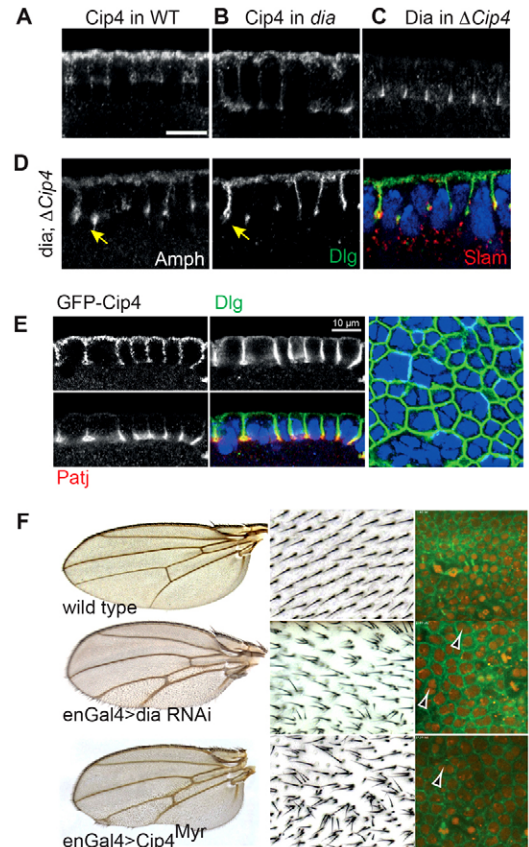 A Cip4 in WT B Cip4 in dia C Dia in ΔCip4
D
dia; ΔCip4
Amph Dlg Slam
E GFP-Cip4 Dlg
10 µm
Patj
F
wild type
enGal4>dia RNAi
enGal4>Cip4Myr